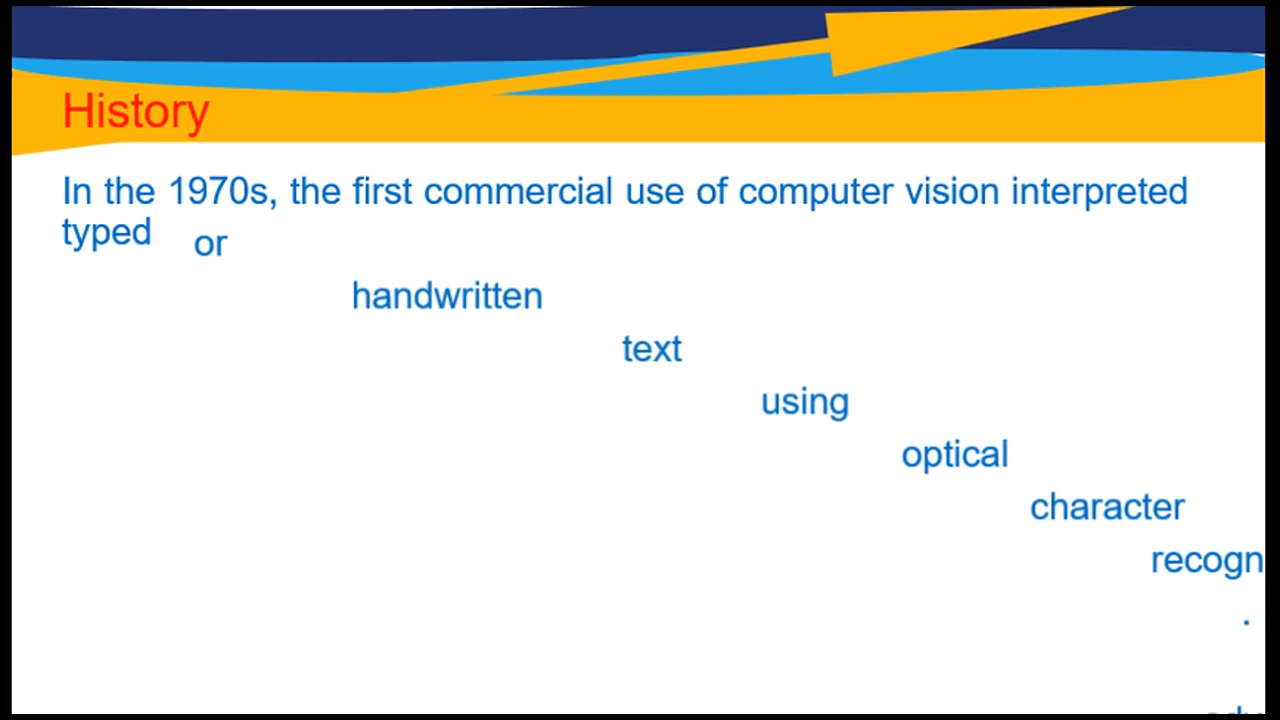 History
In the 1970s, the first commercial use of computer vision interpreted
typed or
handwritten
text
using
optical
character
recogn
.